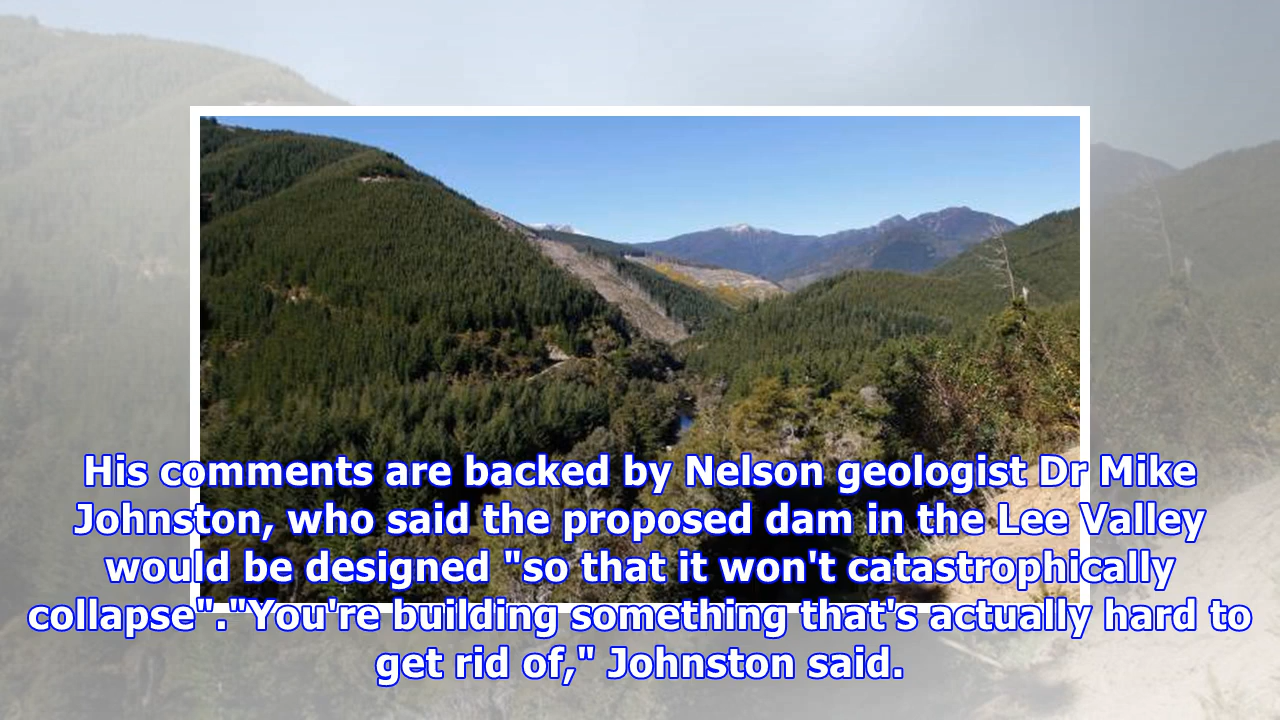 His comments are backed by Nelson geologist Dr Mike
Johnston, who said the proposed dam in the Lee Valley
would be designed "so that it won't catastrophically
collapse"."You're building something that's actually hard to
get rid of," Johnston said.